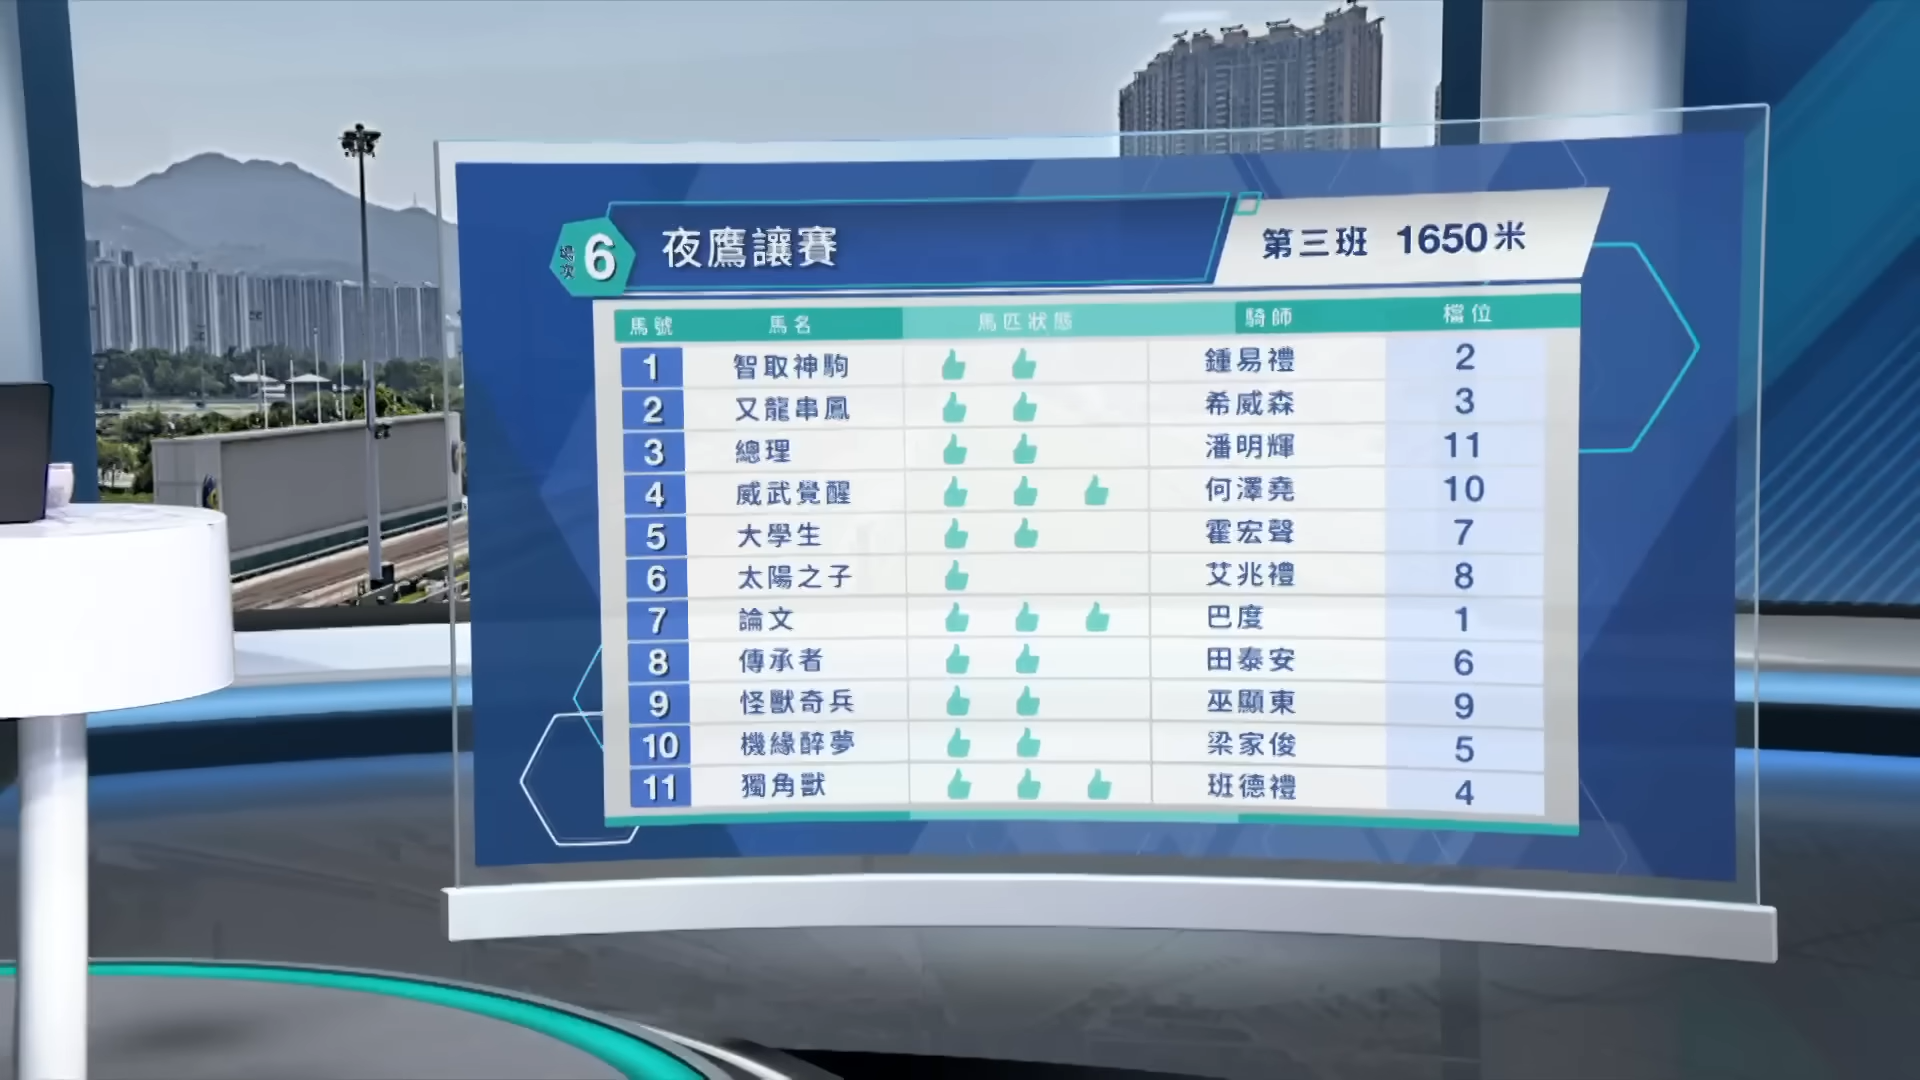 場次 6 夜鷹讓賽 第三班 1650米
馬號 馬名 馬匹狀態 騎師 檔位
1 智取神駒 鍾易禮 2
2 又龍串鳳 希威森 3
3 總理 潘明輝 11
4 威武覺醒 何澤堯 10
5 大學生 霍宏聲 7
6 太陽之子 艾兆禮 8
7 論文 巴度 1
8 傳承者 田泰安 6
9 怪獸奇兵 巫顯東 9
10 機緣醉夢 梁家俊 5
11 獨角獸 班德禮 4